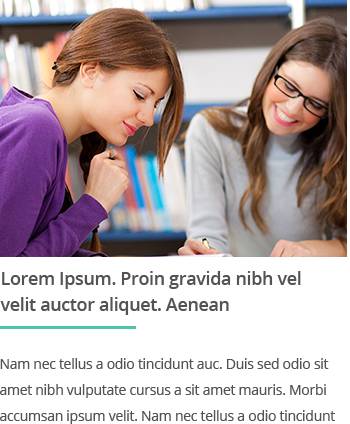 Lorem Ipsum. Proin gravida nibh vel
velit auctor aliquet. Aenean
Nam nec tellus a odio tincidunt auc. Duis sed odio sit
amet nibh vulputate cursus a sit amet mauris. Morbi
accumsan ipsum velit. Nam nec tellus a odio tincidunt